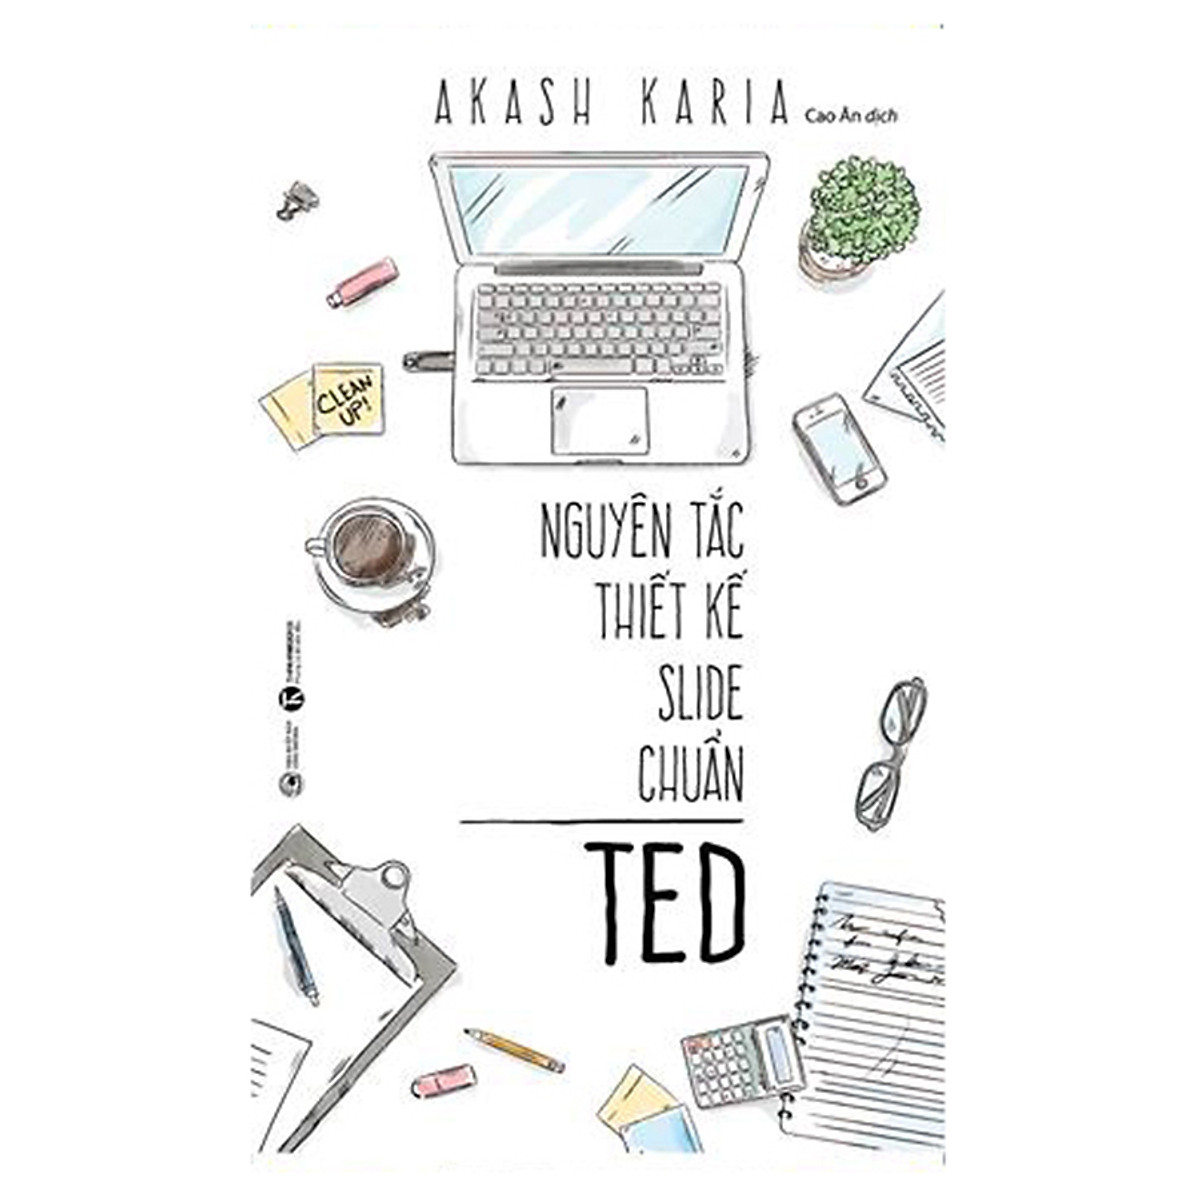 AKASH KARIA
Cao Ân dịch
CLEAN
UP!
NGUYÊN TẮC
THIẾT KẾ
SLIDE
CHUẨN
TED